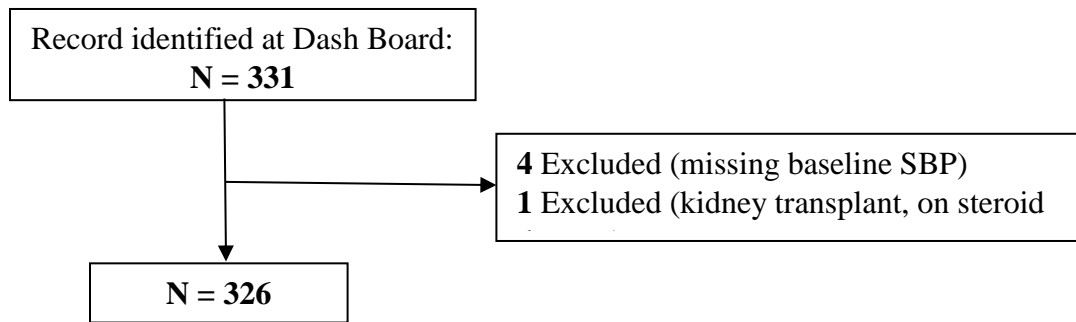 Record identified at Dash Board:
N = 331
4 Excluded (missing baseline SBP)
1 Excluded (kidney transplant, on steroid
N = 326